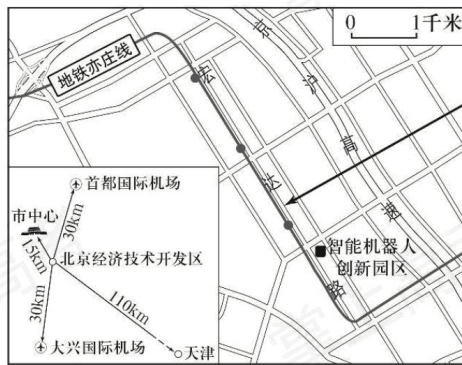 0 1千米
地铁亦庄线
宏
达
路
京
沪
高
速
智能机器人
创新园区
首都国际机场
市中心
30km
15km
北京经济技术开发区
110km
30km
大兴国际机场
天津